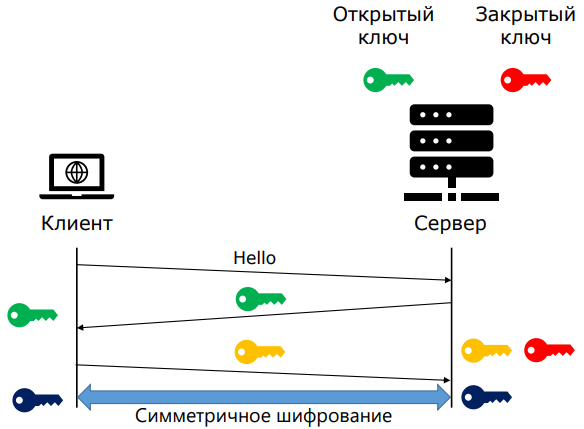 Открытый
ключ
Закрытый
ключ
Клиент
Сервер
Hello
Симметричное шифрование